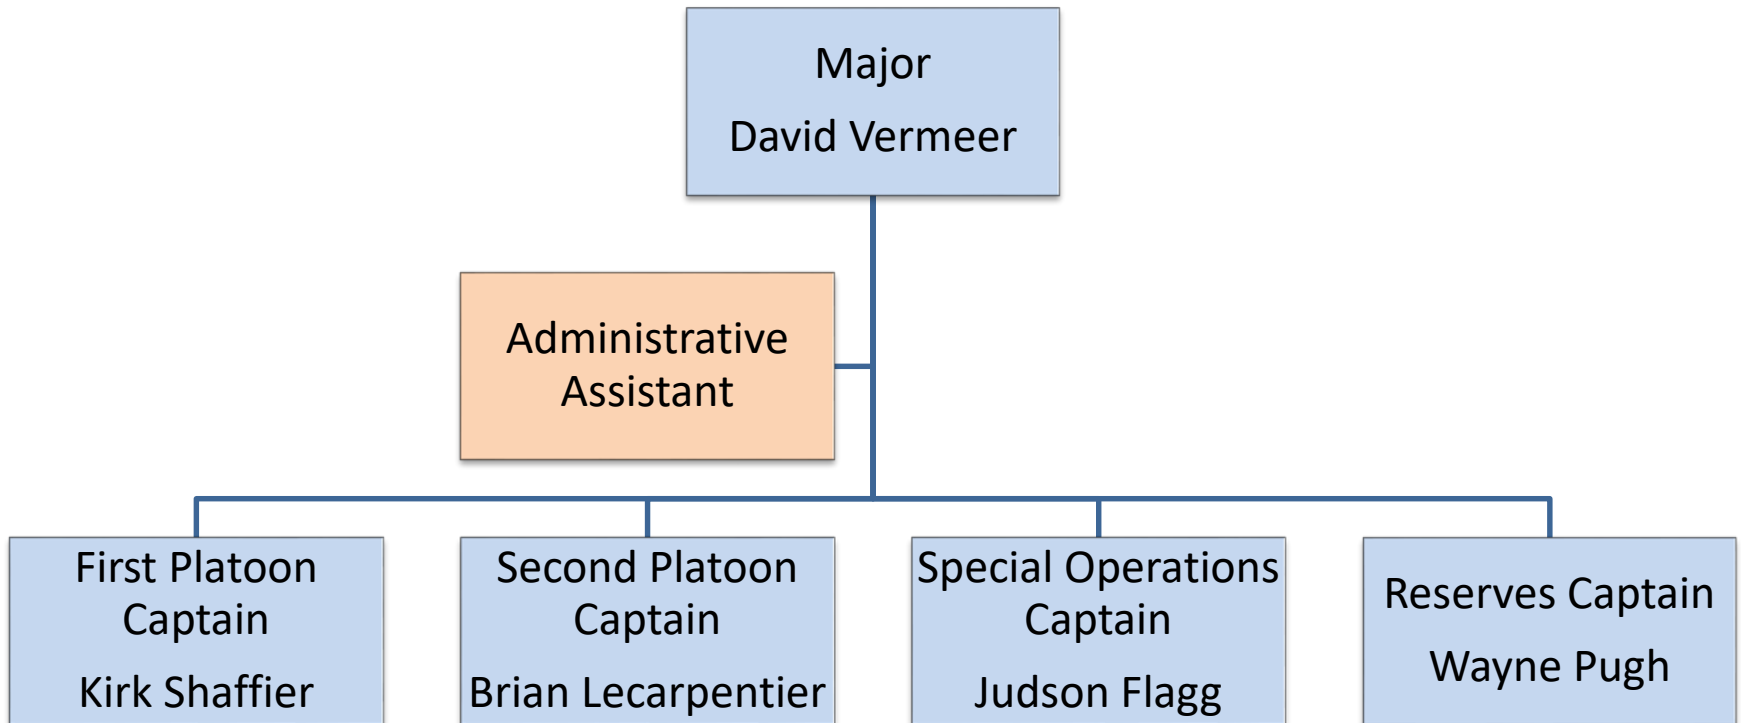 Major
David Vermeer
Administrative
Assistant
First Platoon
Captain
Kirk Shaffier
Second Platoon
Captain
Brian Lecarpentier
Special Operations
Captain
Judson Flagg
Reserves Captain
Wayne Pugh